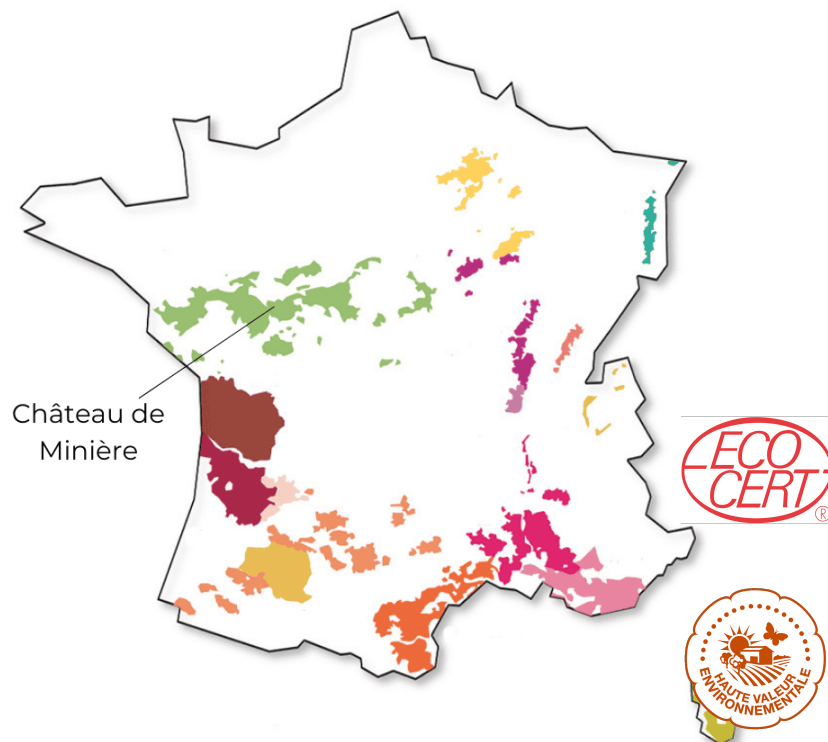 Château de
Minière
ECO
CERT
®
HAUTE VALEUR
ENVIRONNEMENTALE